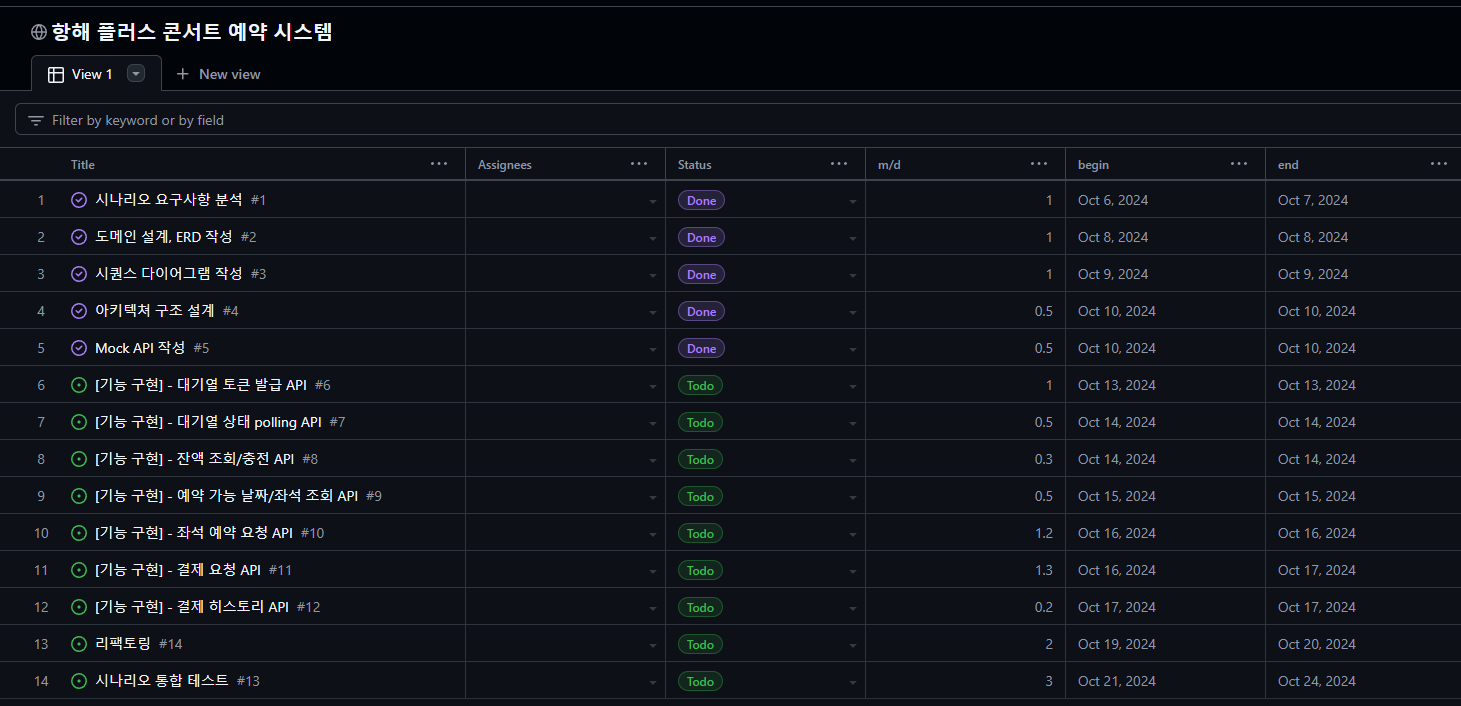 항해 플러스 콘서트 예약 시스템
View 1 New view
Filter by keyword or by field
Title Assignees Status m/d begin end
1 시나리오 요구사항 분석 #1 Done 1 Oct 6, 2024 Oct 7, 2024
2 도메인 설계, ERD 작성 #2 Done 1 Oct 8, 2024 Oct 8, 2024
3 시퀀스 다이어그램 작성 #3 Done 1 Oct 9, 2024 Oct 9, 2024
4 아키텍쳐 구조 설계 #4 Done 0.5 Oct 10, 2024 Oct 10, 2024
5 Mock API 작성 #5 Done 0.5 Oct 10, 2024 Oct 10, 2024
6 [기능 구현] - 대기열 토큰 발급 API #6 Todo 1 Oct 13, 2024 Oct 13, 2024
7 [기능 구현] - 대기열 상태 polling API #7 Todo 0.5 Oct 14, 2024 Oct 14, 2024
8 [기능 구현] - 잔액 조회/충전 API #8 Todo 0.3 Oct 14, 2024 Oct 14, 2024
9 [기능 구현] - 예약 가능 날짜/좌석 조회 API #9 Todo 0.5 Oct 15, 2024 Oct 15, 2024
10 [기능 구현] - 좌석 예약 요청 API #10 Todo 1.2 Oct 16, 2024 Oct 16, 2024
11 [기능 구현] - 결제 요청 API #11 Todo 1.3 Oct 16, 2024 Oct 17, 2024
12 [기능 구현] - 결제 히스토리 API #12 Todo 0.2 Oct 17, 2024 Oct 17, 2024
13 리팩토링 #14 Todo 2 Oct 19, 2024 Oct 20, 2024
14 시나리오 통합 테스트 #13 Todo 3 Oct 21, 2024 Oct 24, 2024